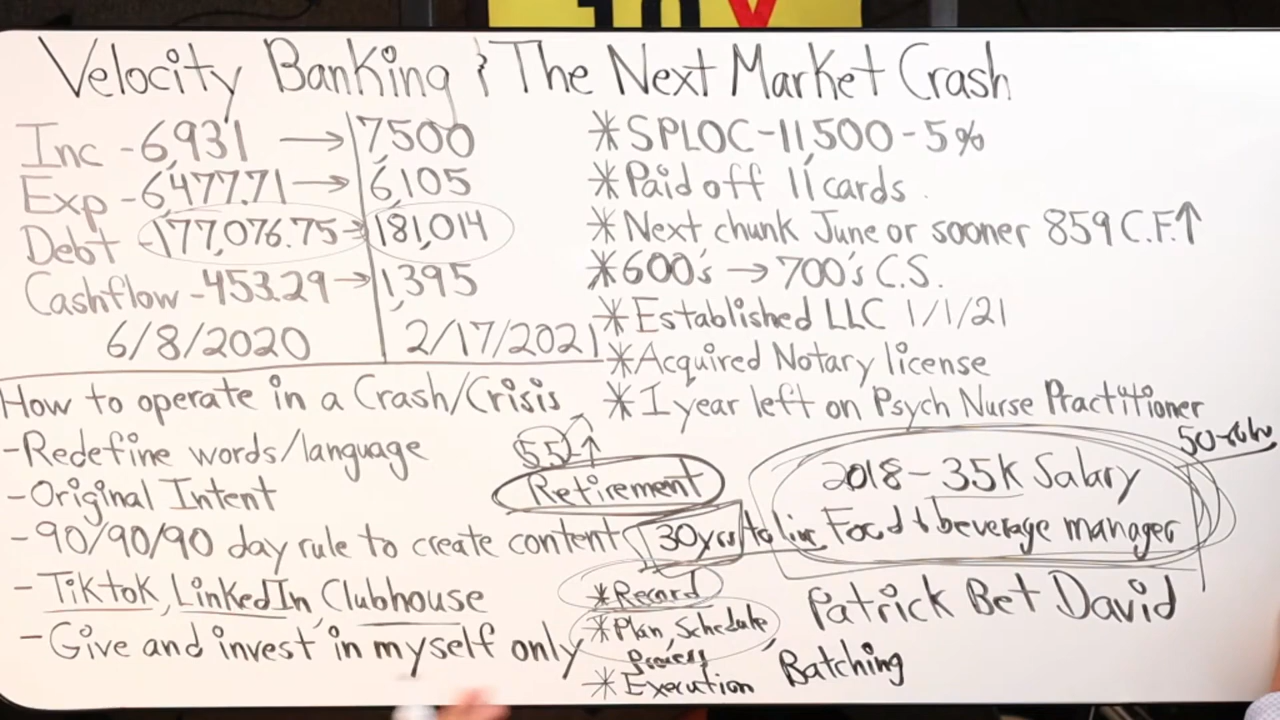 10X
Velocity Banking & The Next Market Crash
Inc - 6,931 → 7500
Exp - 6,477.71 → 6,105
Debt - 177,076.75 → 181,014
Cashflow - 453.29 → 1,395
6/8/2020 2/17/2021
* SPLOC - 11,500 - 5%
* Paid off 11 cards.
* Next chunk June or sooner 859 C.F.↑
* 600's → 700's C.S.
* Established LLC 1/1/21
* Acquired Notary license
* 1 year left on Psych Nurse Practitioner
How to operate in a Crash/Crisis
- Redefine words/language
- Original Intent
- 90/90/90 day rule to create content
- TikTok, LinkedIn, Clubhouse
- Give and invest in myself only
55 ↑
Retirement
30yrs to live
* Record
* Plan, Schedule,
Process
* Execution
Batching
50-60hr
2018 - 35K Salary
Food & beverage manager
Patrick Bet David